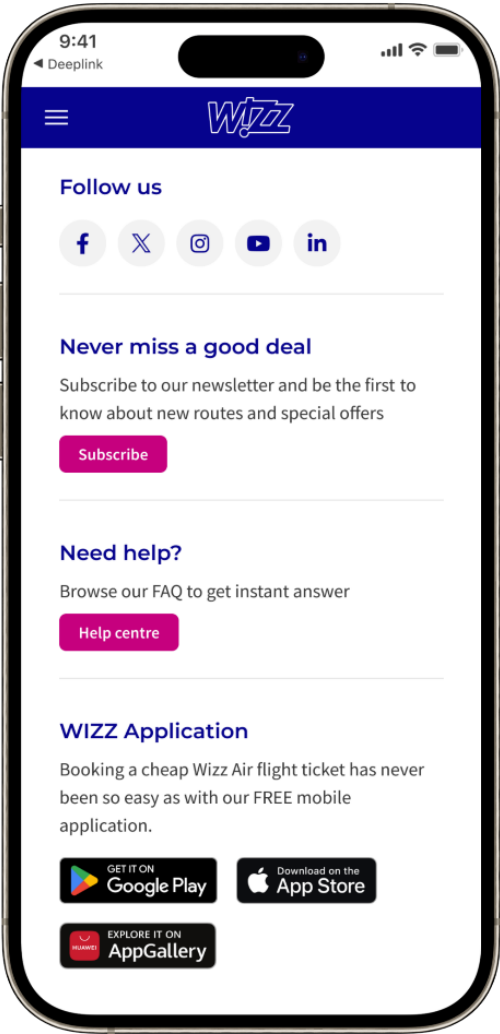 9:41
Deeplink
WIZZ
Follow us
Never miss a good deal
Subscribe to our newsletter and be the first to
know about new routes and special offers
Subscribe
Need help?
Browse our FAQ to get instant answer
Help centre
WIZZ Application
Booking a cheap Wizz Air flight ticket has never
been so easy as with our FREE mobile
application.
GET IT ON
Google Play
Download on the
App Store
HUAWEI
EXPLORE IT ON
AppGallery